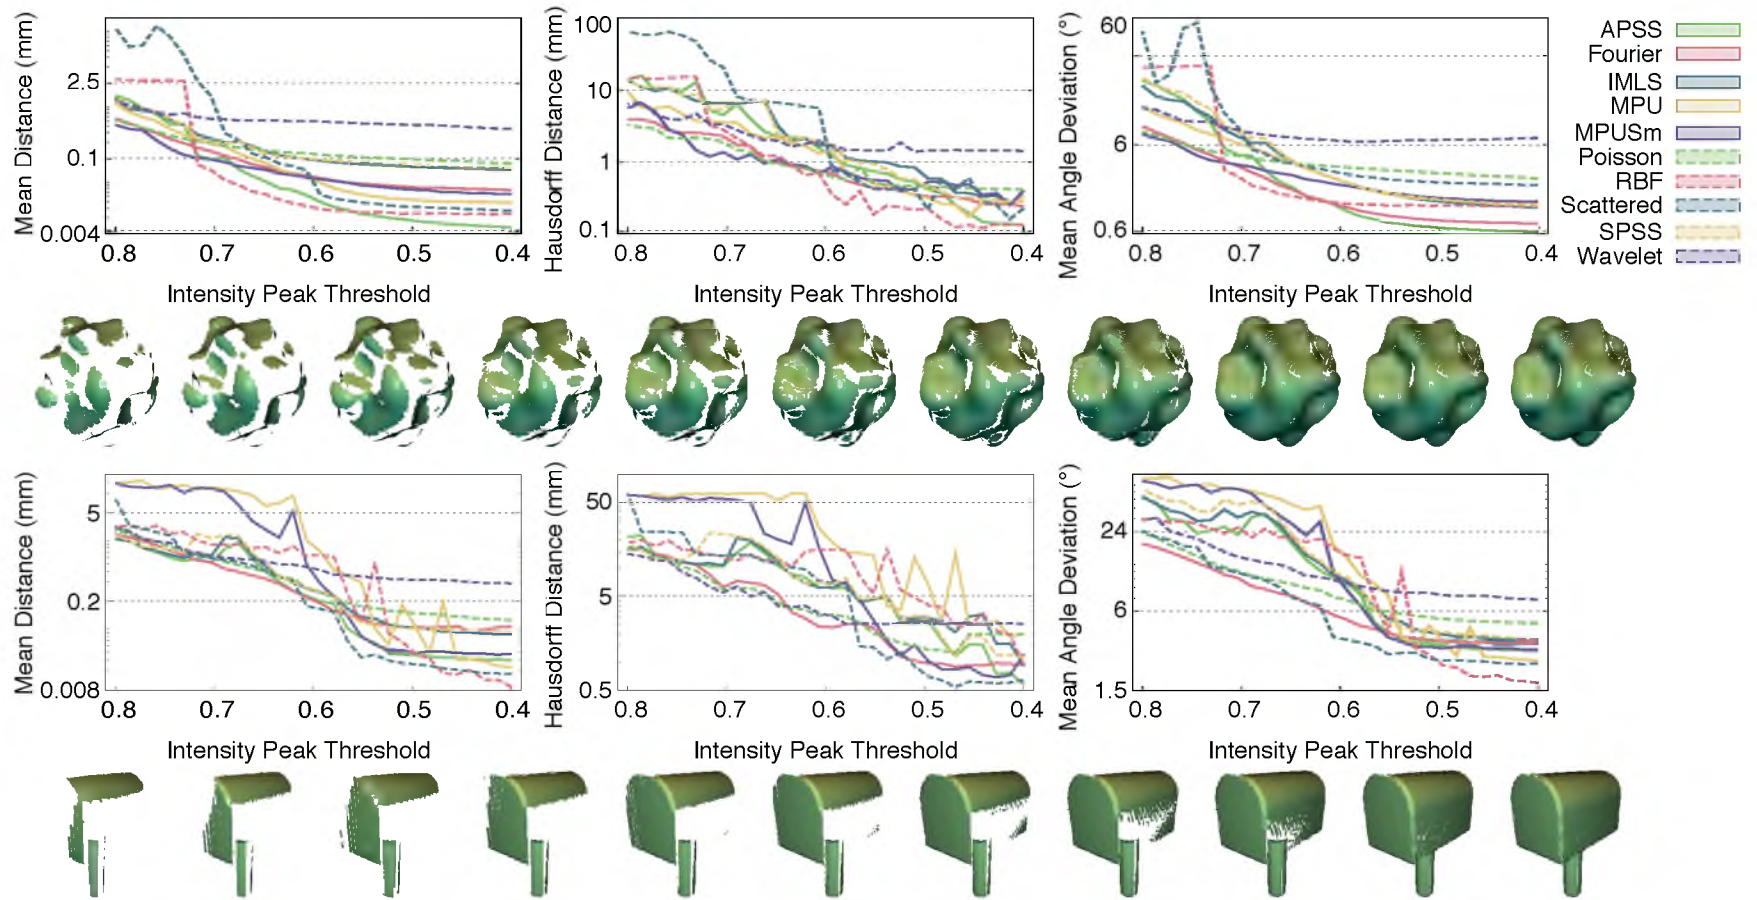 Mean Distance (mm)
2.5
0.1
0.004
0.8 0.7 0.6 0.5 0.4
Intensity Peak Threshold
Hausdorff Distance (mm)
100
10
1
0.1
0.8 0.7 0.6 0.5 0.4
Intensity Peak Threshold
Mean Angle Deviation (°)
60
6
0.6
0.8 0.7 0.6 0.5 0.4
Intensity Peak Threshold
APSS
Fourier
IMLS
MPU
MPUSm
Poisson
RBF
Scattered
SPSS
Wavelet
Mean Distance (mm)
5
0.2
0.008
0.8 0.7 0.6 0.5 0.4
Intensity Peak Threshold
Hausdorff Distance (mm)
50
5
0.5
0.8 0.7 0.6 0.5 0.4
Intensity Peak Threshold
Mean Angle Deviation (°)
24
6
1.5
0.8 0.7 0.6 0.5 0.4
Intensity Peak Threshold